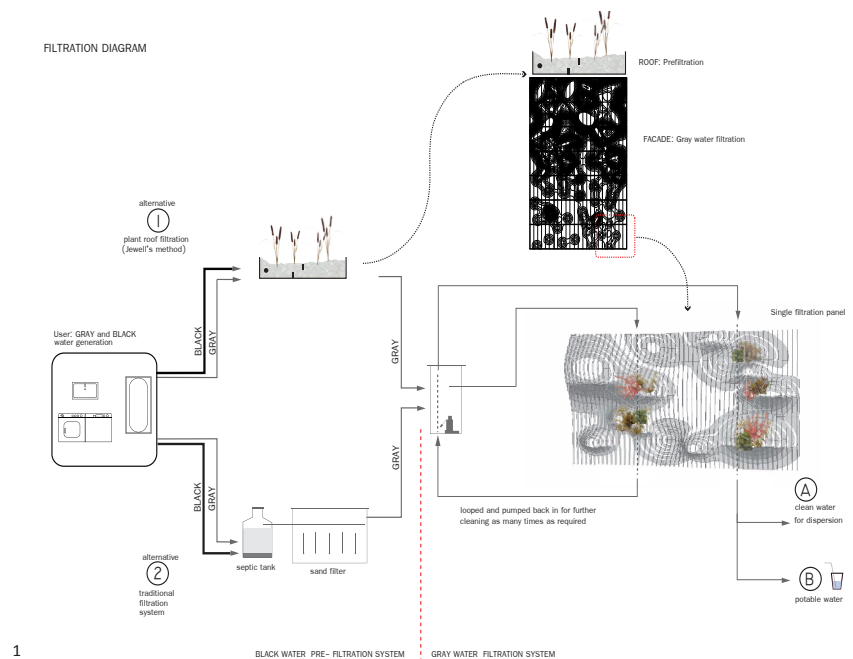 FILTRATION DIAGRAM
ROOF: Prefiltration
FACADE: Gray water filtration
alternative
1
plant roof filtration
(Jewell's method)
User: GRAY and BLACK
water generation
BLACK
GRAY
GRAY
Single filtration panel
BLACK
GRAY
GRAY
septic tank
sand filter
looped and pumped back in for further
cleaning as many times as required
A
clean water
for dispersion
alternative
2
traditional
filtration
system
B
potable water
1
BLACK WATER PRE- FILTRATION SYSTEM
GRAY WATER FILTRATION SYSTEM